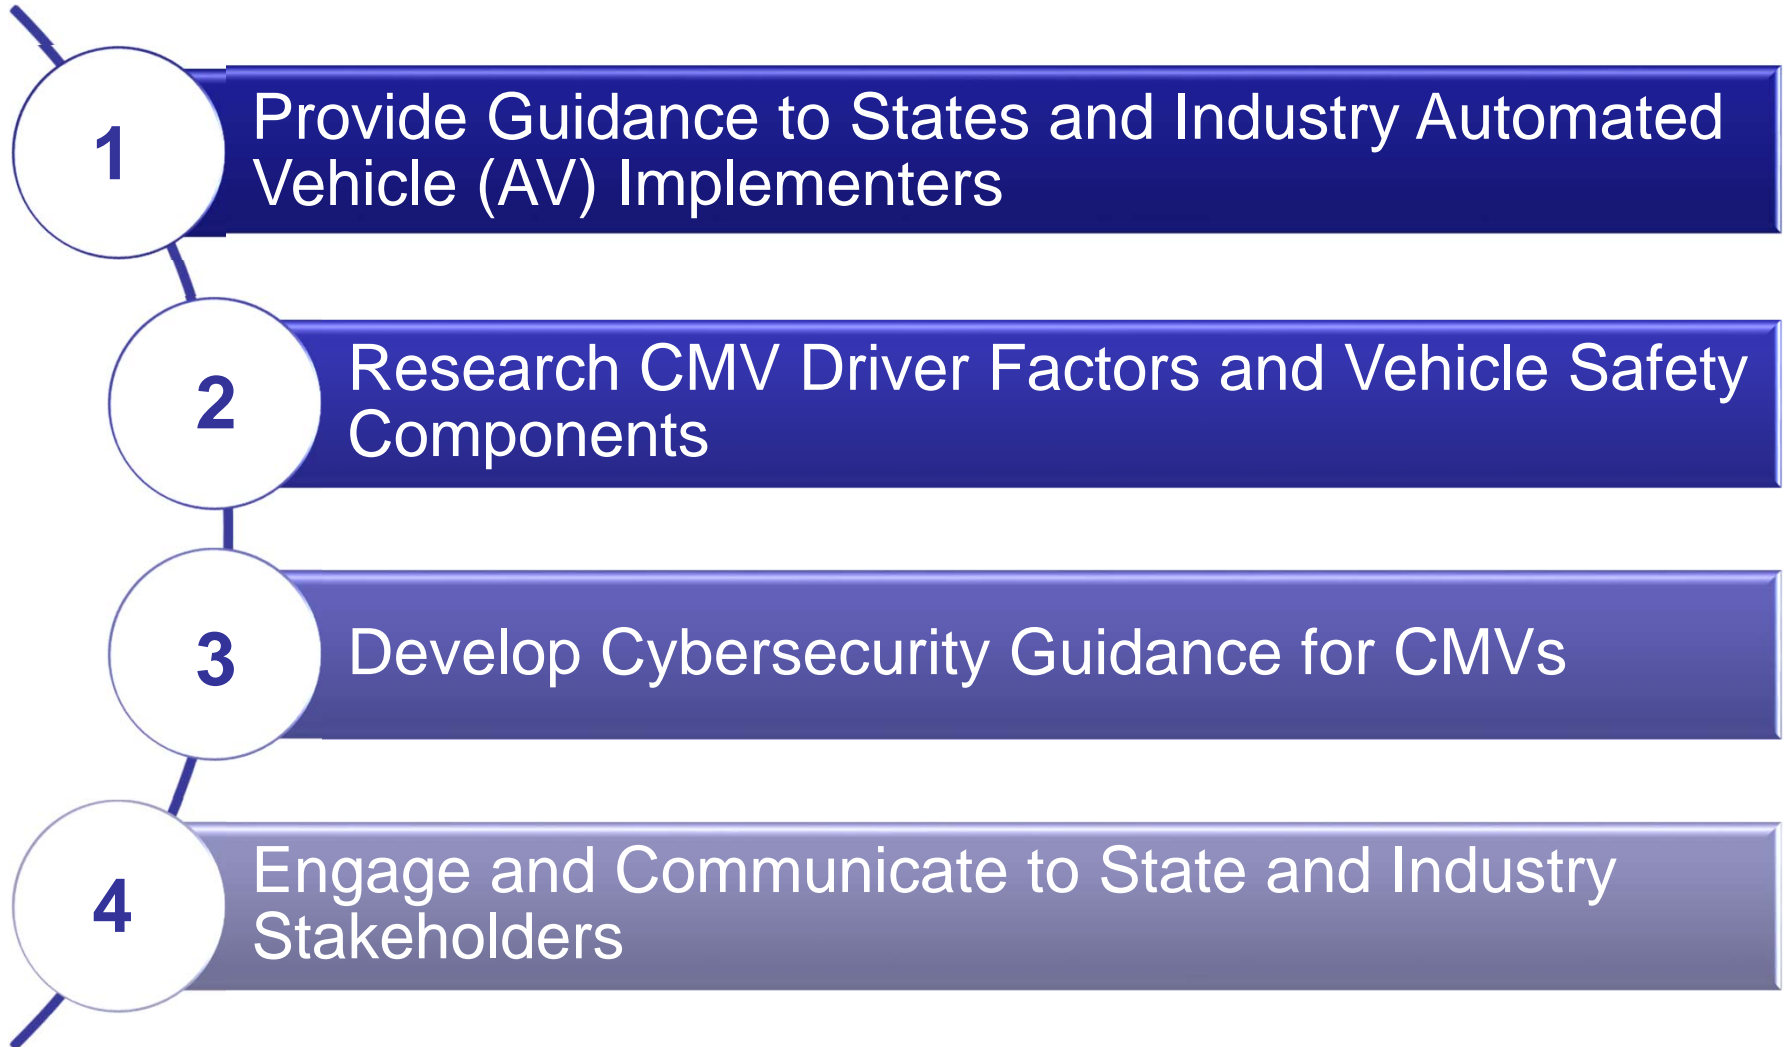 1
Provide Guidance to States and Industry Automated
Vehicle (AV) Implementers
2
Research CMV Driver Factors and Vehicle Safety
Components
3
Develop Cybersecurity Guidance for CMVs
4
Engage and Communicate to State and Industry
Stakeholders